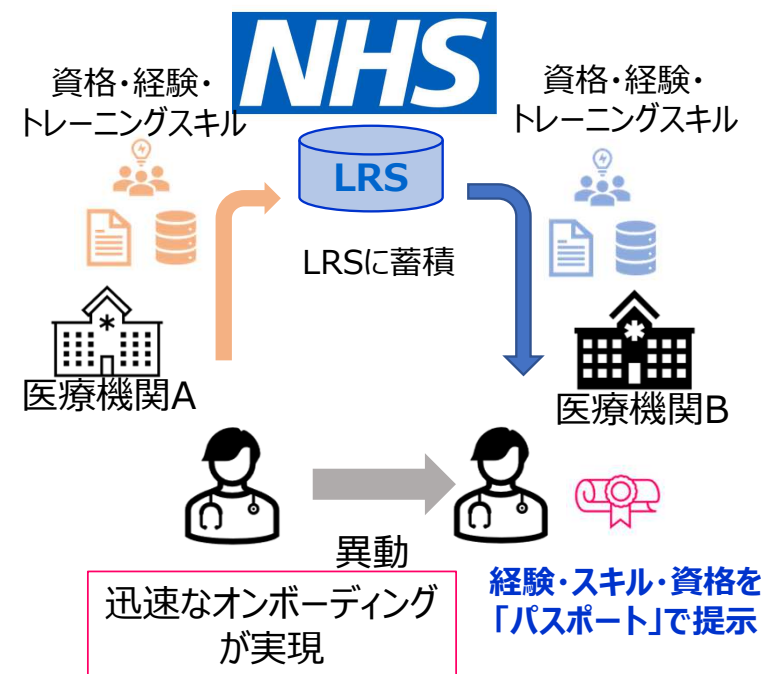 NHS
資格・経験・
トレーニングスキル
資格・経験・
トレーニングスキル
LRS
LRSに蓄積
医療機関A
医療機関B
異動
迅速なオンボーディング
が実現
経験・スキル・資格を
「パスポート」で提示